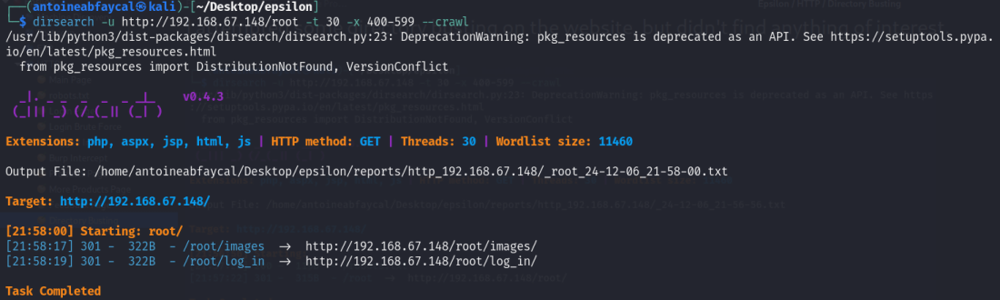 Epsilon / HTTP / Directory Busting
┌──(antoineabfaycal㉿kali)-[~/Desktop/epsilon]
└─$ dirsearch -u http://192.168.67.148/root -t 30 -x 400-599 --crawl
/usr/lib/python3/dist-packages/dirsearch/dirsearch.py:23: DeprecationWarning: pkg_resources is deprecated as an API. See https://setuptools.pypa.
io/en/latest/pkg_resources.html
from pkg_resources import DistributionNotFound, VersionConflict
v0.4.3
Extensions: php, aspx, jsp, html, js | HTTP method: GET | Threads: 30 | Wordlist size: 11460
Output File: /home/antoineabfaycal/Desktop/epsilon/reports/http_192.168.67.148/_root_24-12-06_21-58-00.txt
Target: http://192.168.67.148/
[21:58:00] Starting: root/
[21:58:17] 301 - 322B - /root/images → http://192.168.67.148/root/images/
[21:58:19] 301 - 322B - /root/log_in → http://192.168.67.148/root/log_in/
Task Completed